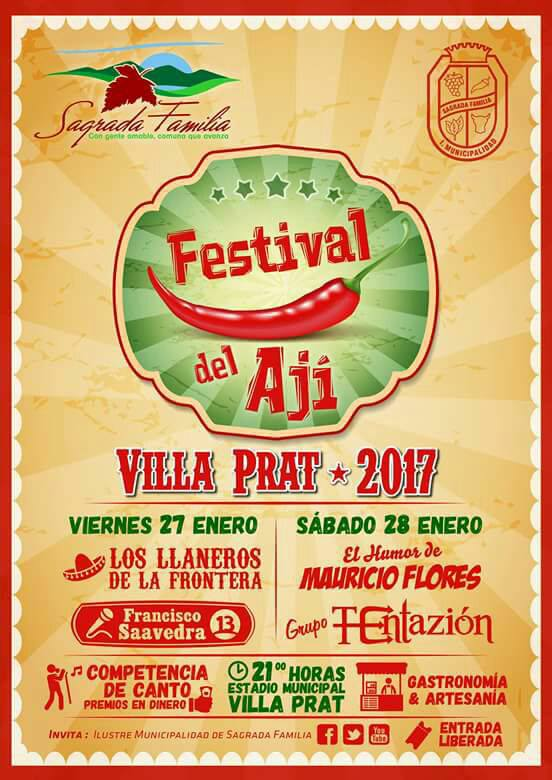 Sagrada Familia
Con gente amable, comuna que avanza
SAGRADA FAMILIA
I. MUNICIPALIDAD
Festival
del Ají
VILLA PRAT ★ 2017
VIERNES 27 ENERO
LOS LLANEROS
DE LA FRONTERA
Francisco
Saavedra
13
SÁBADO 28 ENERO
El Humor de
MAURICIO FLORES
Grupo TENtazión
COMPETENCIA
DE CANTO
PREMIOS EN DINERO
21:00 HORAS
ESTADIO MUNICIPAL
VILLA PRAT
GASTRONOMÍA
& ARTESANÍA
INVITA: ILUSTRE MUNICIPALIDAD DE SAGRADA FAMILIA
You
Tube
ENTRADA
LIBERADA